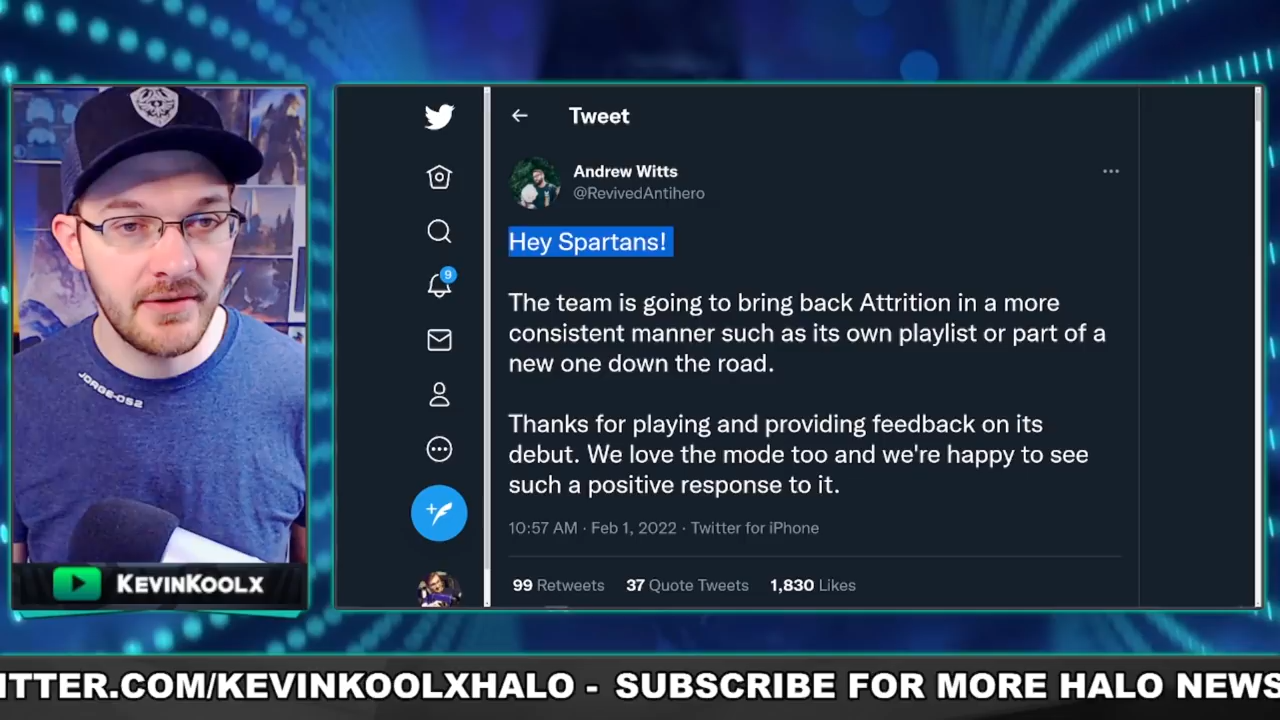 Tweet
Andrew Witts
@RevivedAntihero
Hey Spartans!
The team is going to bring back Attrition in a more
consistent manner such as its own playlist or part of a
new one down the road.
Thanks for playing and providing feedback on its
debut. We love the mode too and we're happy to see
such a positive response to it.
10:57 AM · Feb 1, 2022 · Twitter for iPhone
99 Retweets 37 Quote Tweets 1,830 Likes
9
JORGE-052
KEVINKOOLX
ITTER.COM/KEVINKOOLXHALO - SUBSCRIBE FOR MORE HALO NEWS